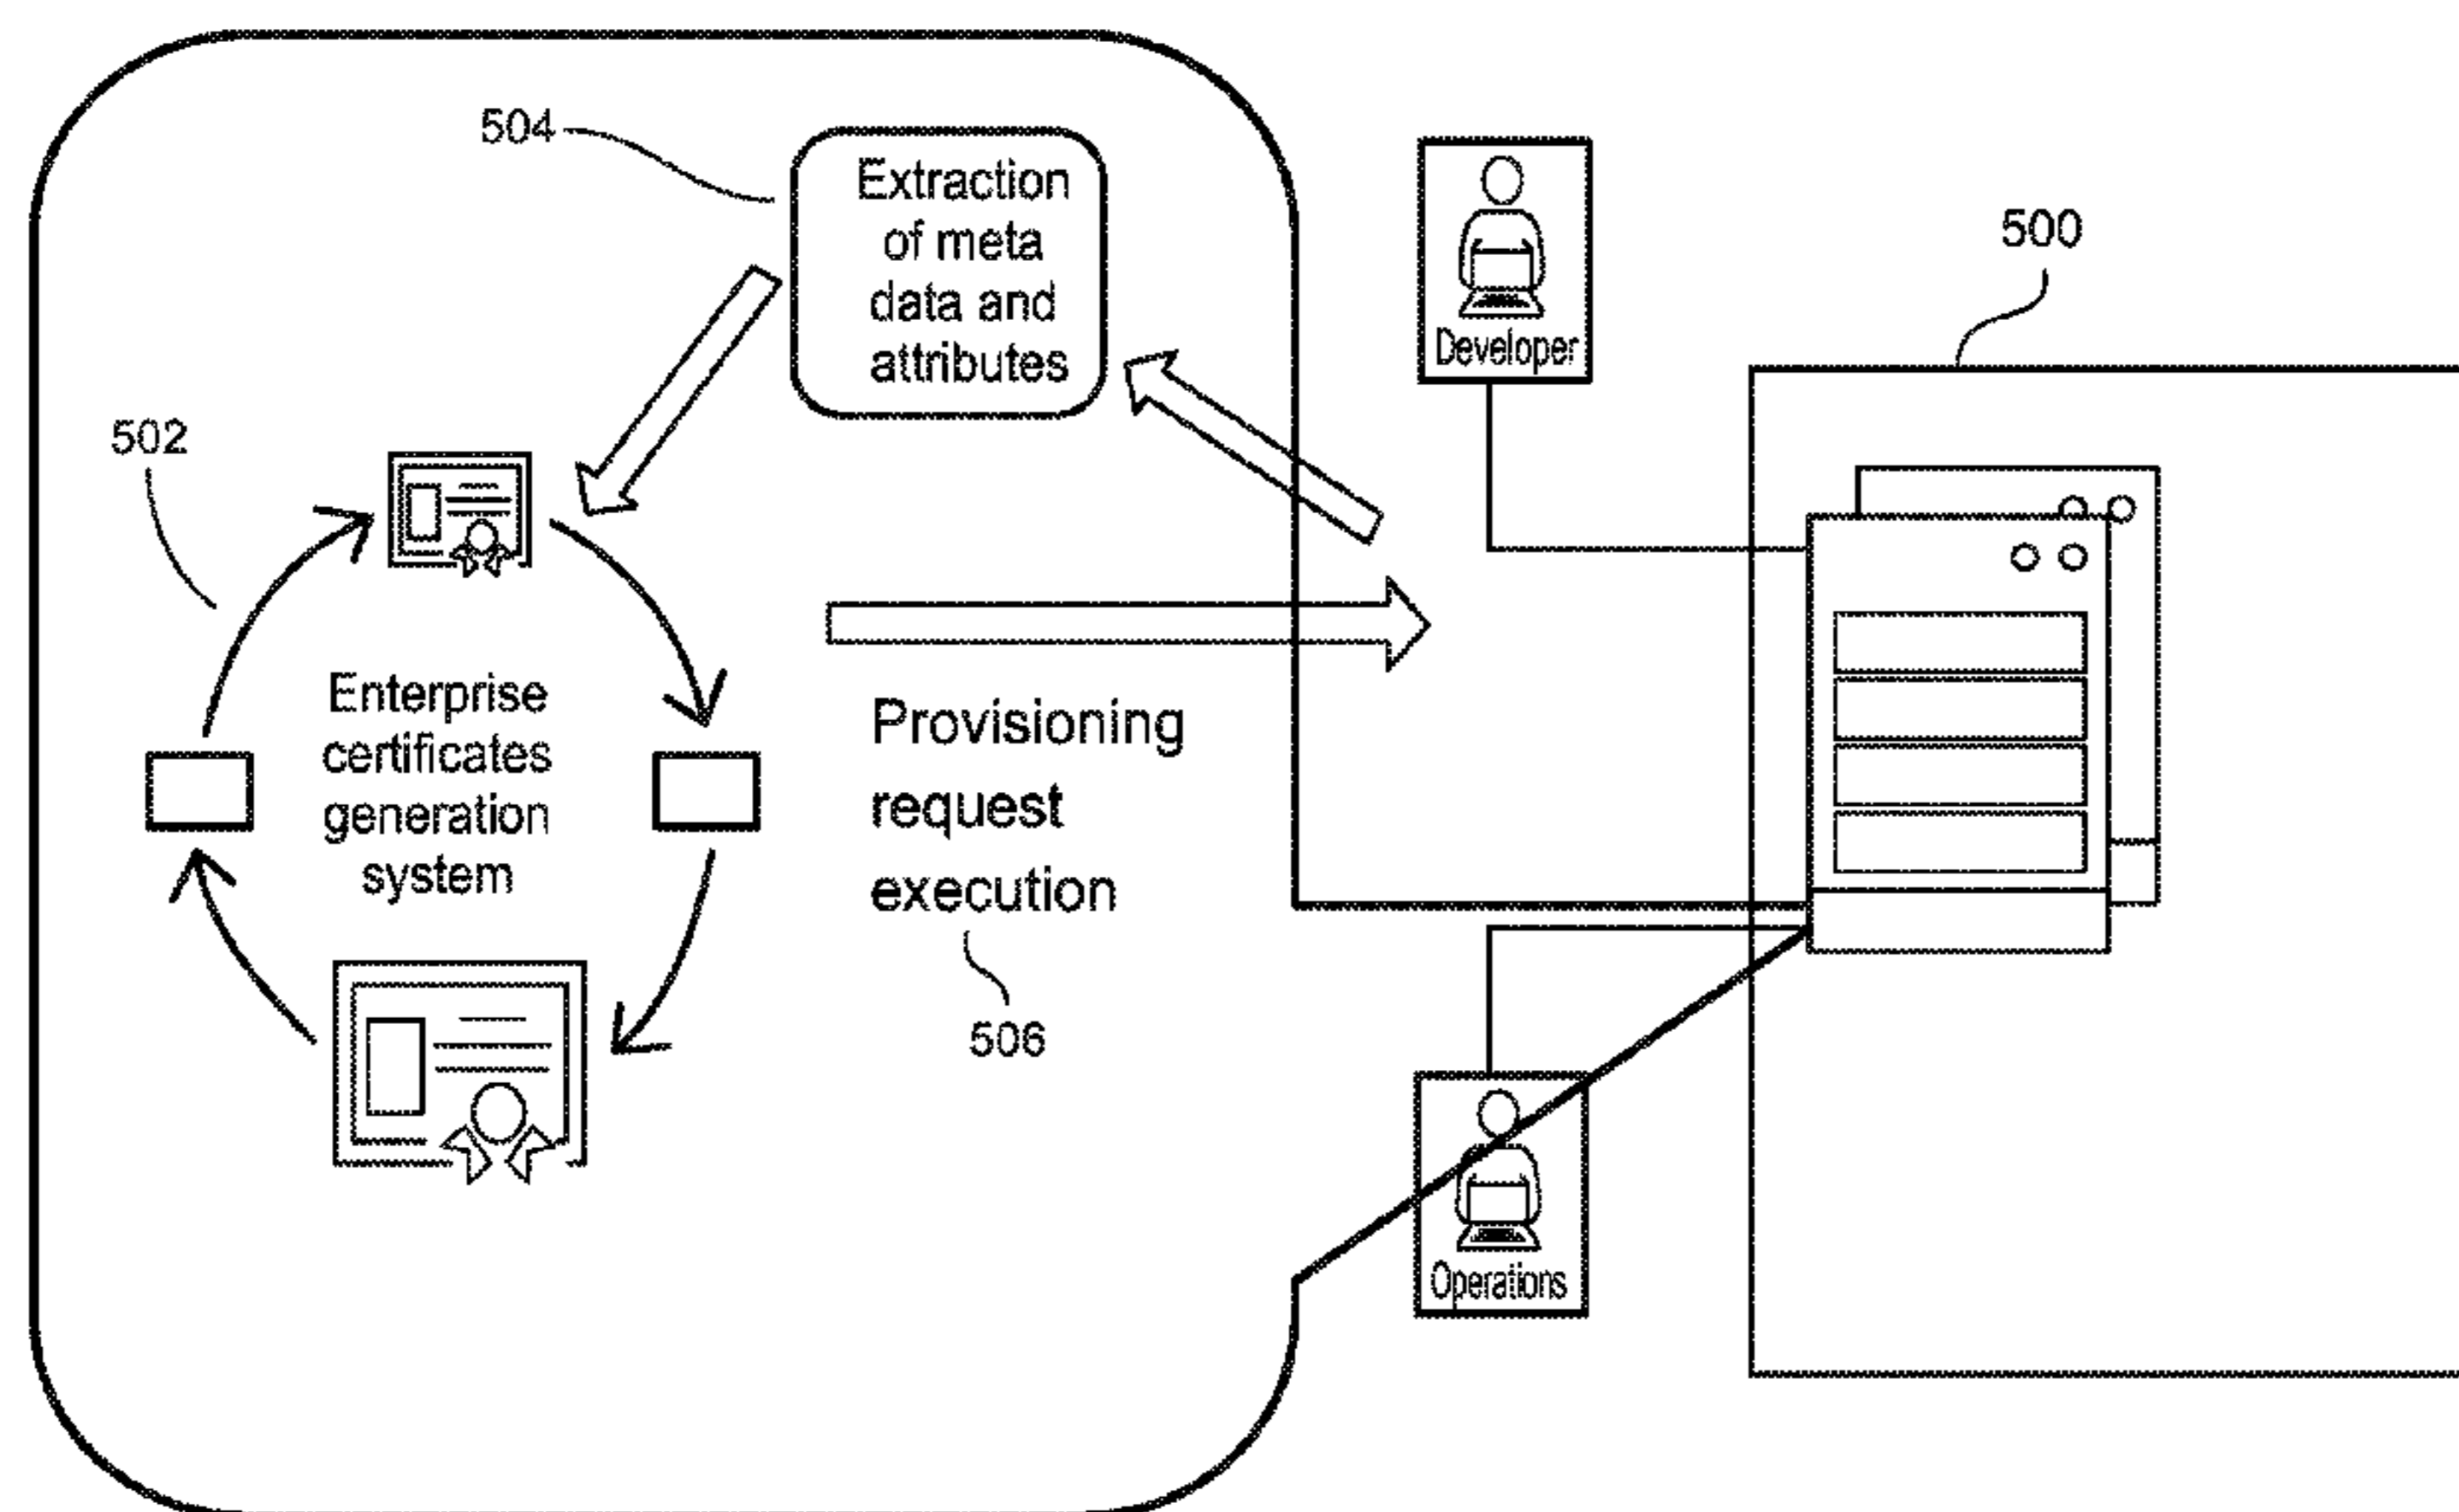 504
Extraction
of meta
data and
attributes
Developer
500
502
Enterprise
certificates
generation
system
Provisioning
request
execution
506
Operations